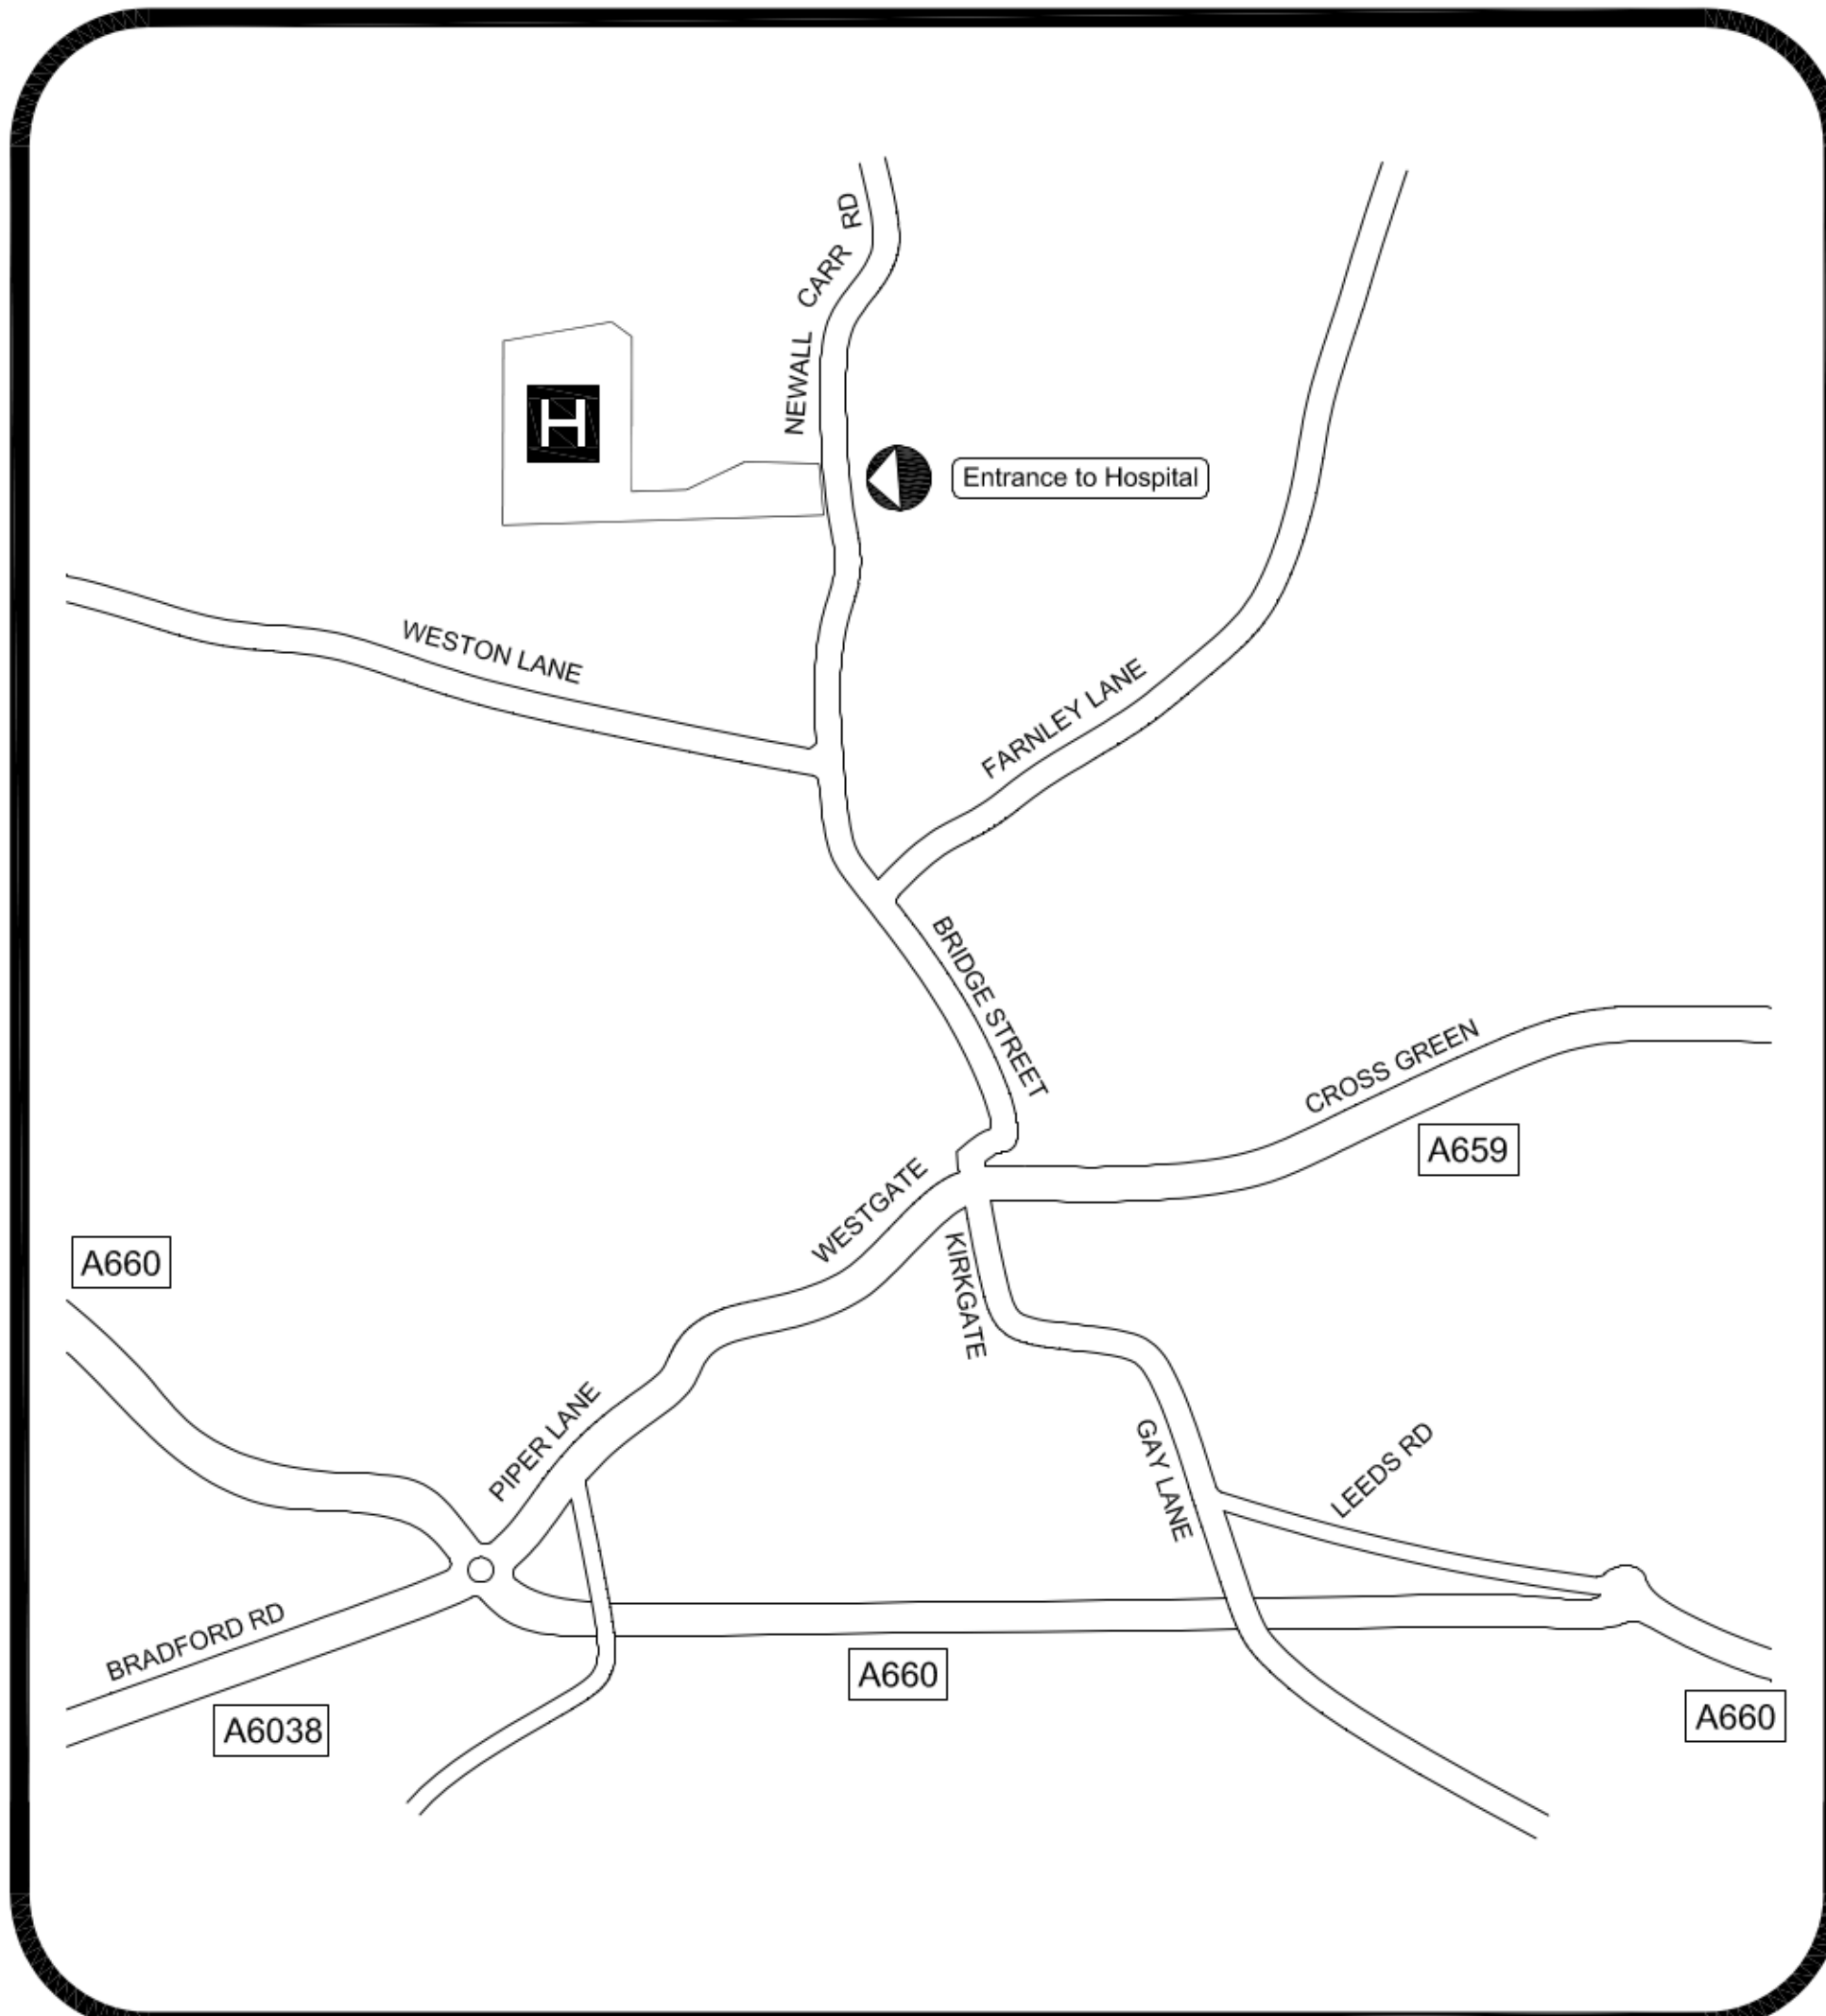 NEWALL CARR RD
H
Entrance to Hospital
WESTON LANE
FARNLEY LANE
BRIDGE STREET
CROSS GREEN
A659
WESTGATE
A660
KIRKGATE
PIPER LANE
GAY LANE
LEEDS RD
BRADFORD RD
A660
A660
A6038